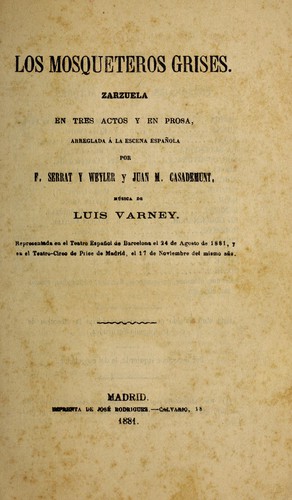 LOS MOSQUETEROS GRISES.
ZARZUELA
EN TRES ACTOS Y EN PROSA,
ARREGLADA Á LA ESCENA ESPAÑOLA
POR
F. SERRAT Y WEYLER y JUAN M. CASADEMUNT,
MÚSICA DE
LUIS VARNEY.
Representada en el Teatro Español de Barcelona el 24 de Agosto de 1881, y
en el Teatro-Circo de Price de Madrid, el 17 de Noviembre del mismo año.
MADRID.
IMPRENTA DE JOSÉ RODRIGUEZ.—CALVARIO, 18
1881.